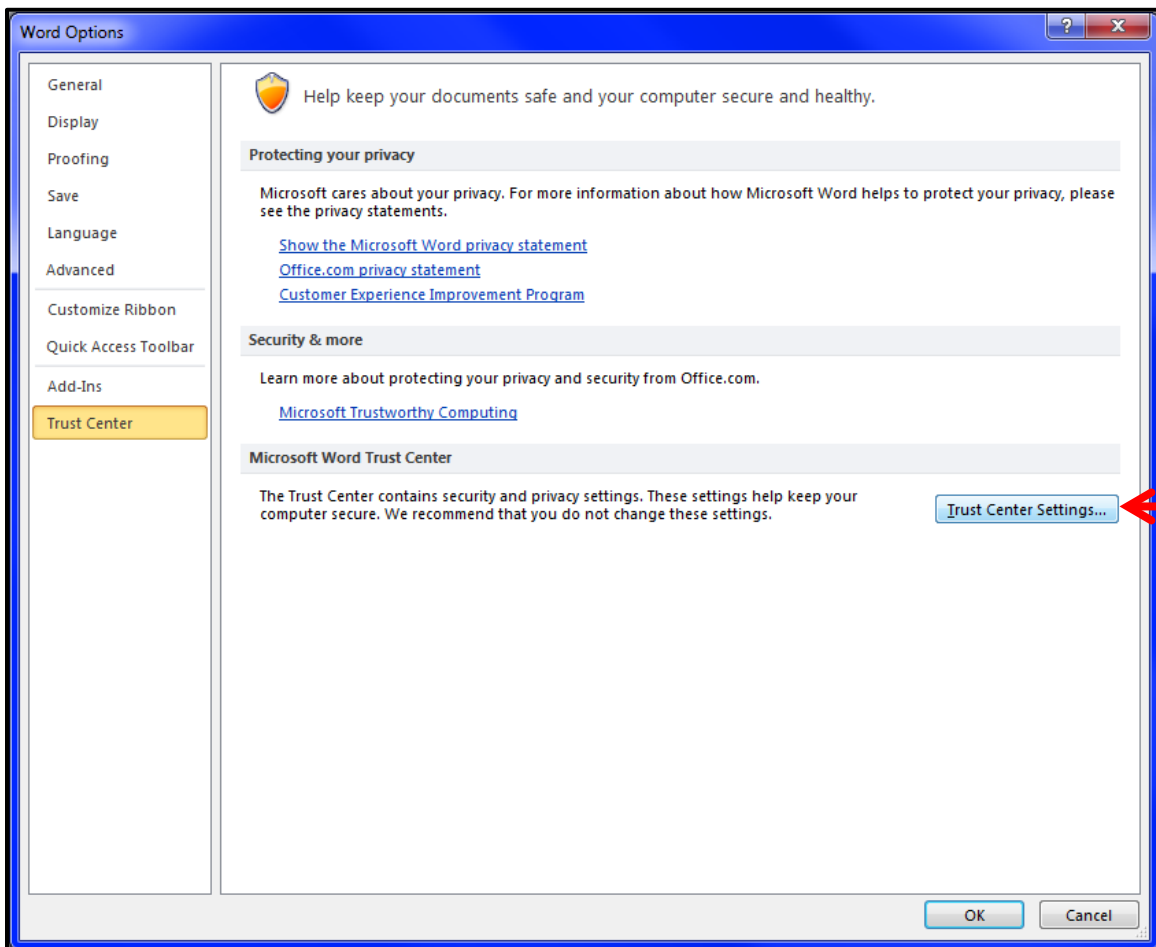 Word Options
?
X
General
Display
Proofing
Save
Language
Advanced
Customize Ribbon
Quick Access Toolbar
Add-Ins
Trust Center
Help keep your documents safe and your computer secure and healthy.
Protecting your privacy
Microsoft cares about your privacy. For more information about how Microsoft Word helps to protect your privacy, please
see the privacy statements.
Show the Microsoft Word privacy statement
Office.com privacy statement
Customer Experience Improvement Program
Security & more
Learn more about protecting your privacy and security from Office.com.
Microsoft Trustworthy Computing
Microsoft Word Trust Center
The Trust Center contains security and privacy settings. These settings help keep your
computer secure. We recommend that you do not change these settings.
Trust Center Settings...
OK
Cancel